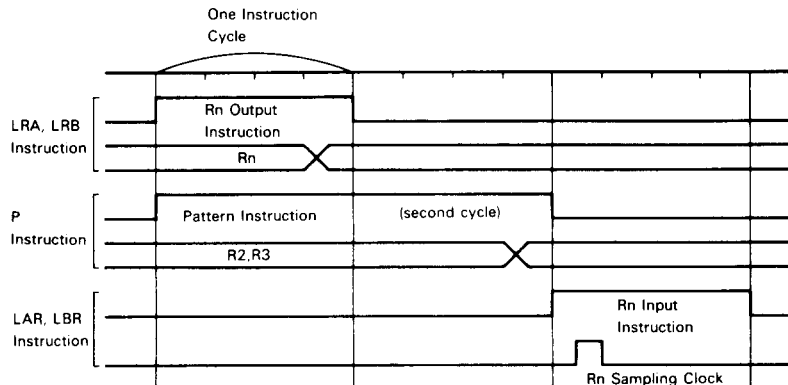 One Instruction
Cycle
LRA, LRB
Instruction
Rn Output
Instruction
Rn
P
Instruction
Pattern Instruction
(second cycle)
R2,R3
LAR, LBR
Instruction
Rn Input
Instruction
Rn Sampling Clock